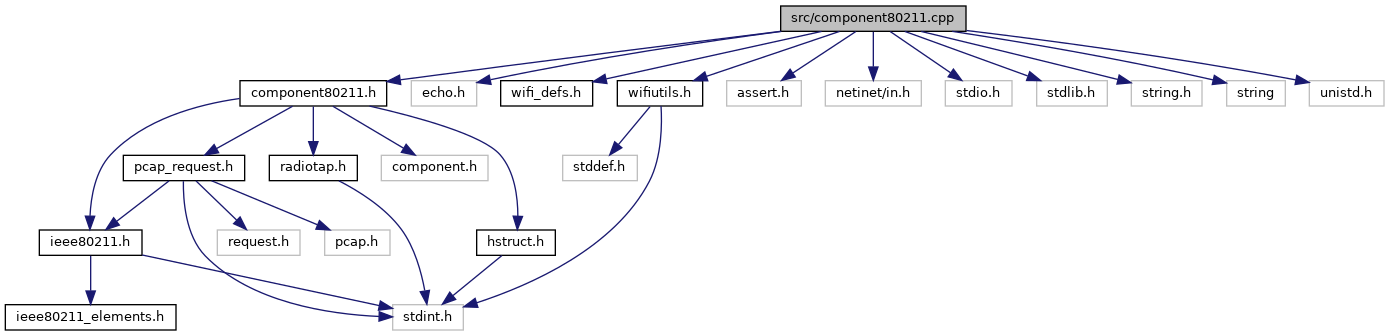 src/component80211.cpp
component80211.h
echo.h
wifi_defs.h
wifiutils.h
assert.h
netinet/in.h
stdio.h
stdlib.h
string.h
string
unistd.h
pcap_request.h
radiotap.h
component.h
stddef.h
ieee80211.h
request.h
pcap.h
hstruct.h
ieee80211_elements.h
stdint.h